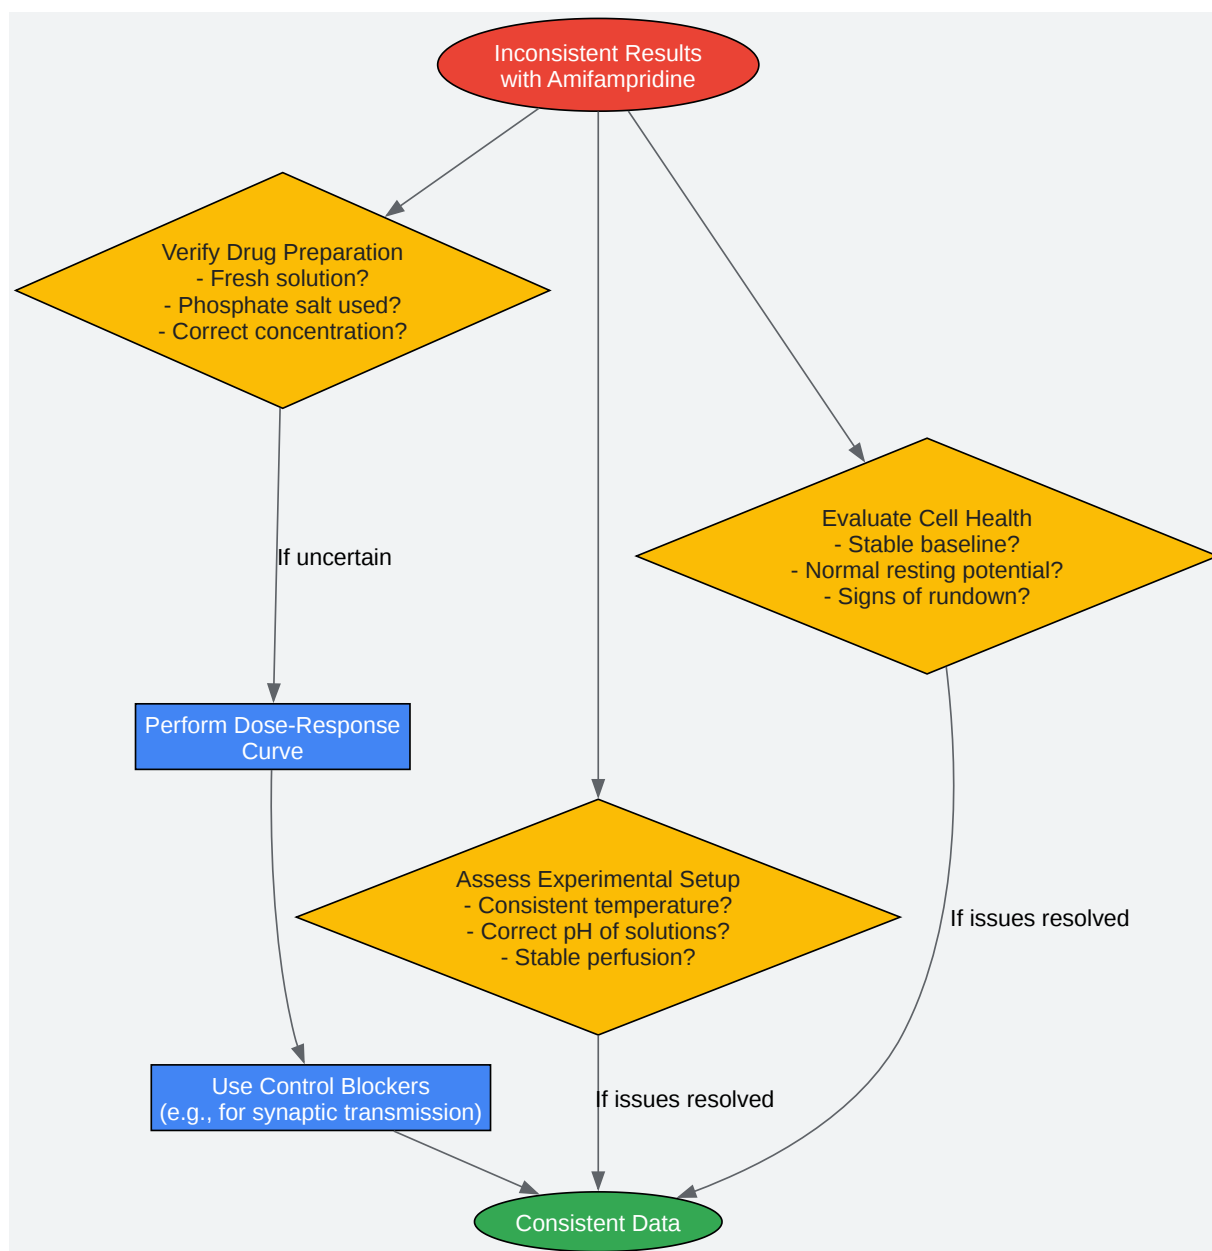 Inconsistent Results
with Amifampridine
Verify Drug Preparation
- Fresh solution?
- Phosphate salt used?
- Correct concentration?
Evaluate Cell Health
- Stable baseline?
- Normal resting potential?
- Signs of rundown?
If uncertain
Perform Dose-Response
Curve
Assess Experimental Setup
- Consistent temperature?
- Correct pH of solutions?
- Stable perfusion?
If issues resolved
Use Control Blockers
(e.g., for synaptic transmission)
If issues resolved
Consistent Data